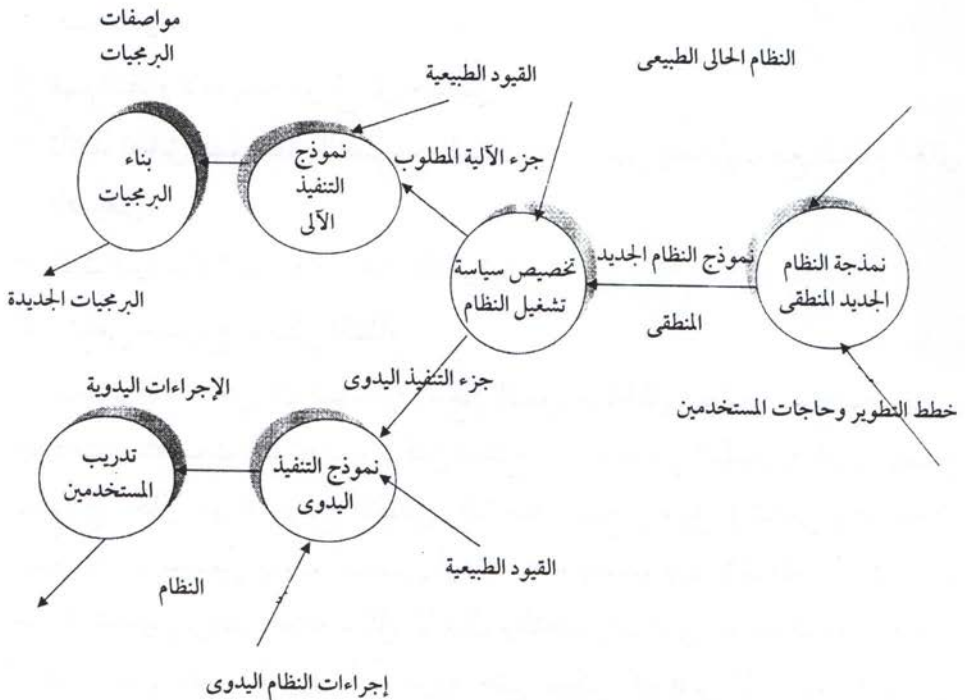 مواصفات
البرمجيات
النظام الحالى الطبيعى
القيود الطبيعية
نموذج
التنفيذ
الآلى
بناء
البرمجيات
جزء الآلية المطلوب
نمذجة النظام
الجديد المنطقى
نموذج النظام الجديد
المنطقى
تخصيص سياسة
تشغيل النظام
البرمجيات الجديدة
جزء التنفيذ اليدوى
الإجراءات اليدوية
خطط التطوير وحاجات المستخدمين
نموذج التنفيذ
اليدوى
تدريب
المستخدمين
القيود الطبيعية
النظام
إجراءات النظام اليدوى